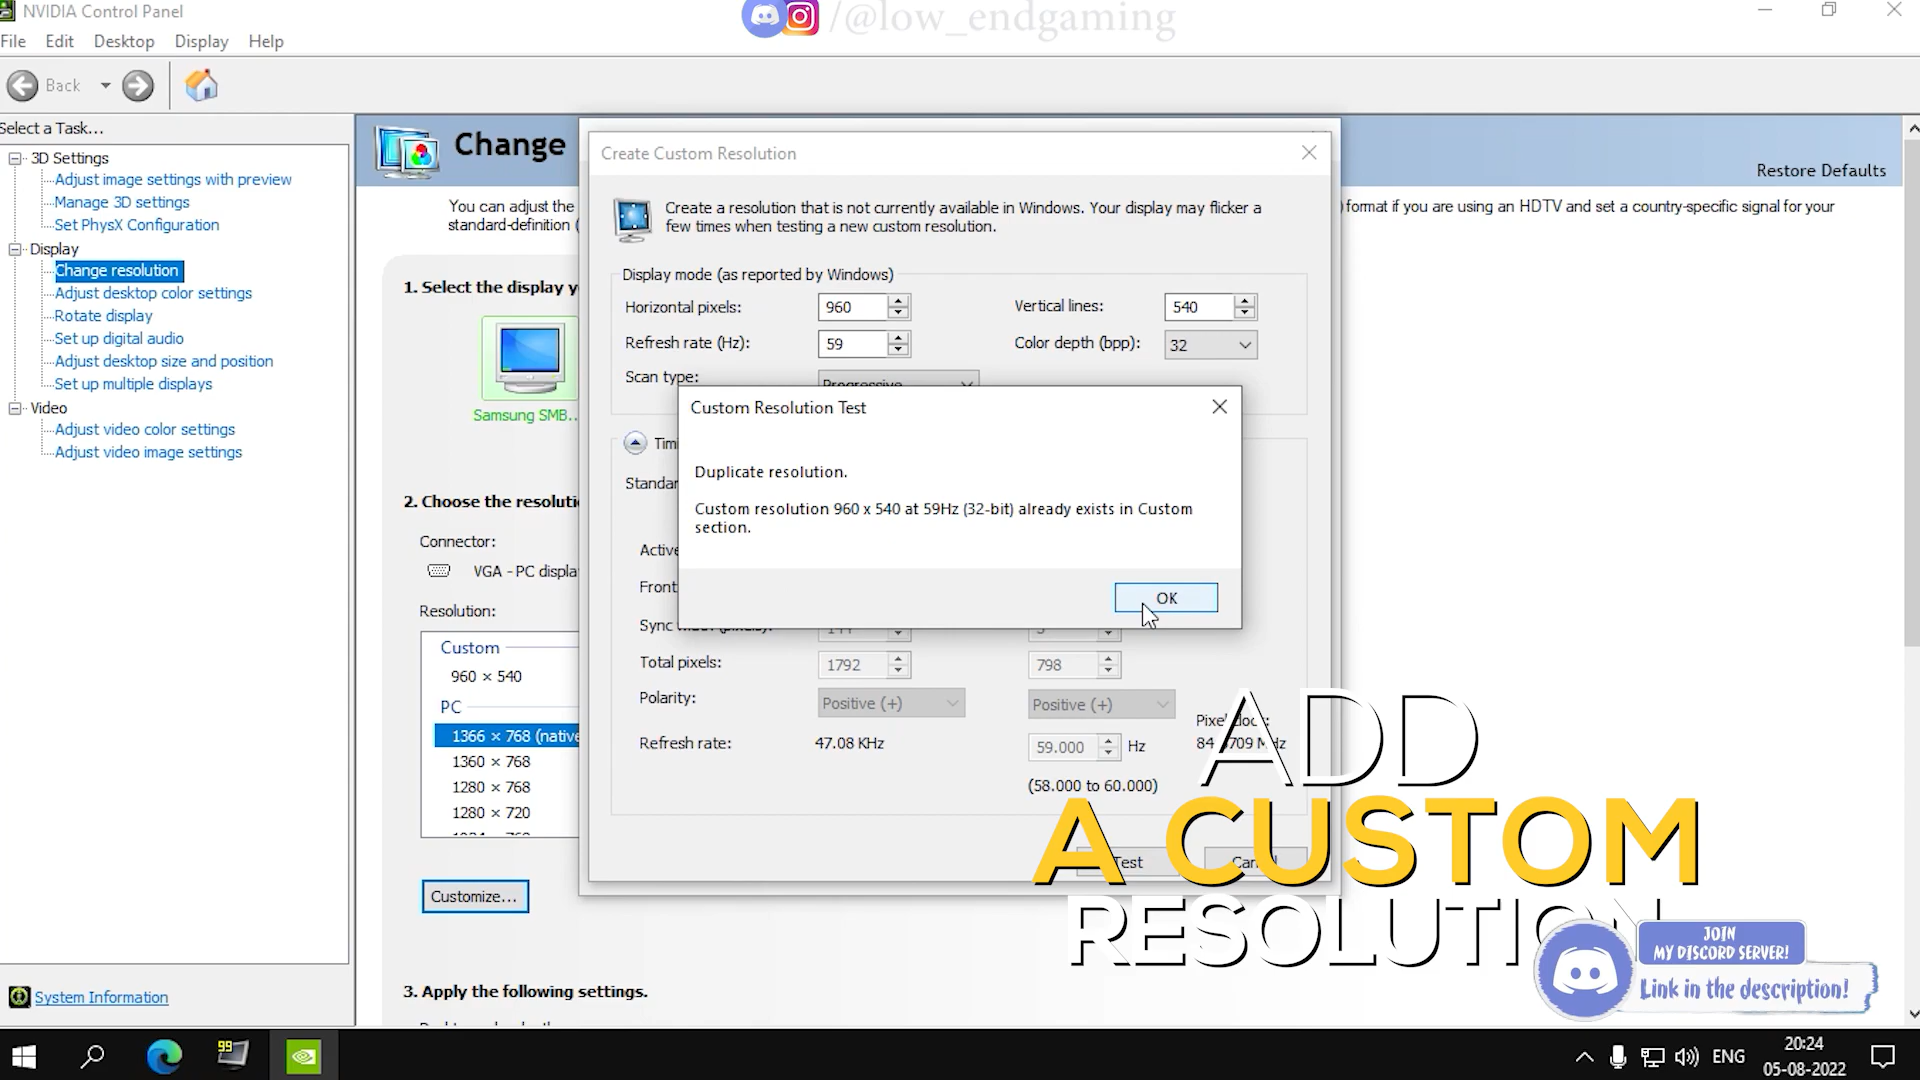 NVIDIA Control Panel
/@low_endgaming
File Edit Desktop Display Help
Back
Select a Task...
3D Settings
Adjust image settings with preview
Manage 3D settings
Set PhysX Configuration
Display
Change resolution
Adjust desktop color settings
Rotate display
Set up digital audio
Adjust desktop size and position
Set up multiple displays
Video
Adjust video color settings
Adjust video image settings
System Information
Change
Restore Defaults
You can adjust the
) format if you are using an HDTV and set a country-specific signal for your
standard-definition (
1. Select the display y
Samsung SMB..
2. Choose the resoluti
Connector:
VGA - PC displa
Resolution:
Custom
960 × 540
PC
1366 × 768 (native
1360 × 768
1280 × 768
1280 × 720
Customize...
3. Apply the following settings.
Create Custom Resolution
Create a resolution that is not currently available in Windows. Your display may flicker a
few times when testing a new custom resolution.
Display mode (as reported by Windows)
Horizontal pixels: 960 Vertical lines: 540
Refresh rate (Hz): 59 Color depth (bpp): 32
Scan type: Progressive
Timi
Standar
Active
Front
Custom Resolution Test
Duplicate resolution.
Custom resolution 960 x 540 at 59Hz (32-bit) already exists in Custom
section.
OK
Total pixels: 1792 798
Polarity: Positive (+) Positive (+)
Refresh rate: 47.08 KHz 59.000 Hz
(58.000 to 60.000)
Test
ADD
A CUSTOM
RESOLUTION
JOIN
MY DISCORD SERVER!
Link in the description!
99
ENG
20:24
05-08-2022